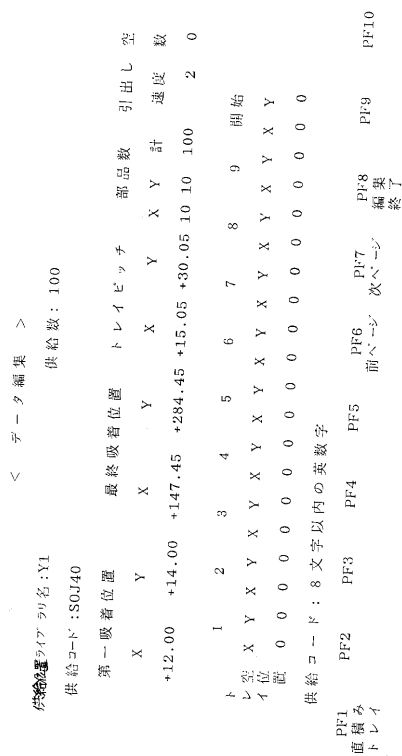 < データ編集 >
供給位置ライブラリ名:Y1
供給数: 100
供給コード:SOJ40
第一吸着位置 最終吸着位置 トレイピッチ 部品数 引出し 空
X Y X Y X Y X Y 計 速度 数
+12.00 +14.00 +147.45 +284.45 +15.05 +30.05 10 10 100 2 0
1 2 3 4 5 6 7 8 9 開始
トレイ空位置 X Y X Y X Y X Y X Y X Y X Y X Y X Y X Y
0 0 0 0 0 0 0 0 0 0 0 0 0 0 0 0 0 0 0 0
供給コード: 8文字以内の英数字
PF1 PF2 PF3 PF4 PF5 PF6 PF7 PF8 PF9 PF10
直積み 前ページ 次ページ 編集
トレイ 終了